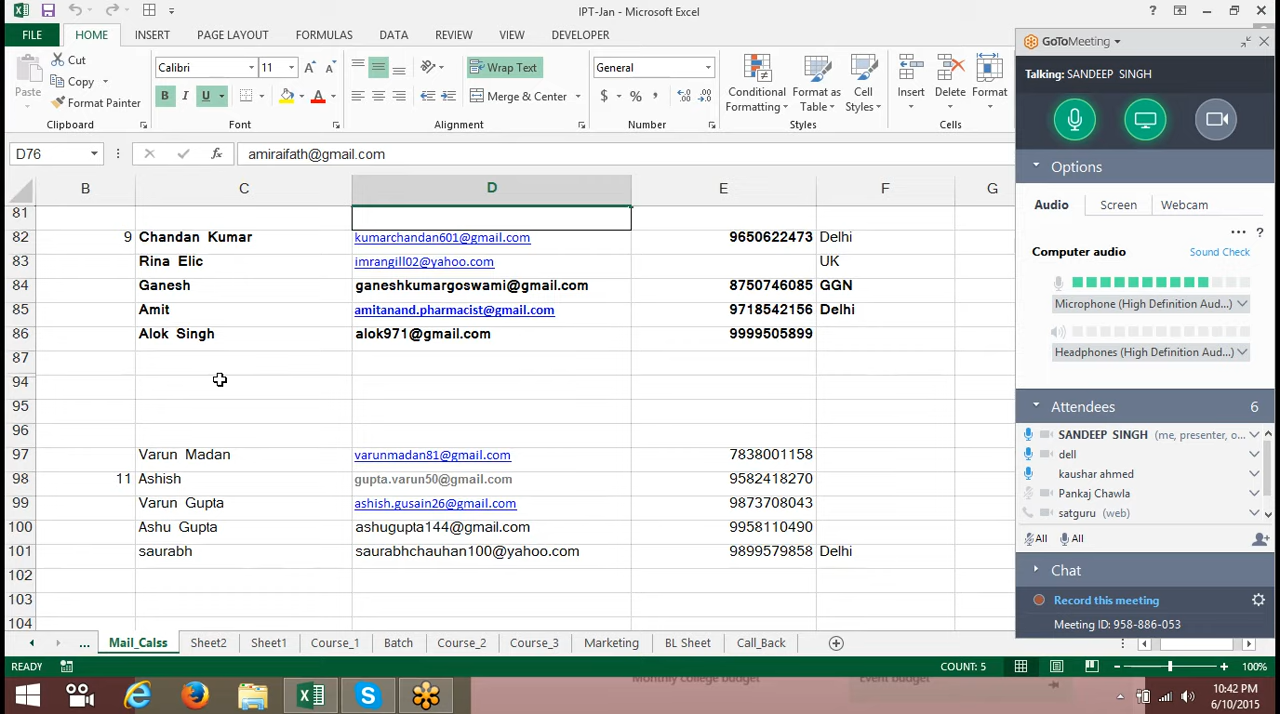 IPT-Jan - Microsoft Excel
FILE HOME INSERT PAGE LAYOUT FORMULAS DATA REVIEW VIEW DEVELOPER
Paste Cut Copy Format Painter Clipboard
Calibri 11 B I U Font
Wrap Text Merge & Center Alignment
General $ % , Number
Conditional Formatting Format as Table Cell Styles Styles
Insert Delete Format Cells
D76 fx amiraifath@gmail.com
B C D E F G
81
82 9 Chandan Kumar kumarchandan601@gmail.com 9650622473 Delhi
83 Rina Elic imrangill02@yahoo.com UK
84 Ganesh ganeshkumargoswami@gmail.com 8750746085 GGN
85 Amit amitanand.pharmacist@gmail.com 9718542156 Delhi
86 Alok Singh alok971@gmail.com 9999505899
87
94
95
96
97 Varun Madan varunmadan81@gmail.com 7838001158
98 11 Ashish gupta.varun50@gmail.com 9582418270
99 Varun Gupta ashish.gusain26@gmail.com 9873708043
100 Ashu Gupta ashugupta144@gmail.com 9958110490
101 saurabh saurabhchauhan100@yahoo.com 9899579858 Delhi
102
103
104
... Mail_Calss Sheet2 Sheet1 Course_1 Batch Course_2 Course_3 Marketing BL Sheet Call_Back
READY COUNT: 5 100%
Monthly college budget Event budget
10:42 PM
6/10/2015
GoToMeeting
Talking: SANDEEP SINGH
Options
Audio Screen Webcam
... ?
Computer audio Sound Check
Microphone (High Definition Aud...)
Headphones (High Definition Aud...)
Attendees 6
SANDEEP SINGH (me, presenter, o...
dell
kaushar ahmed
Pankaj Chawla
satguru (web)
All All
Chat
Record this meeting
Meeting ID: 958-886-053